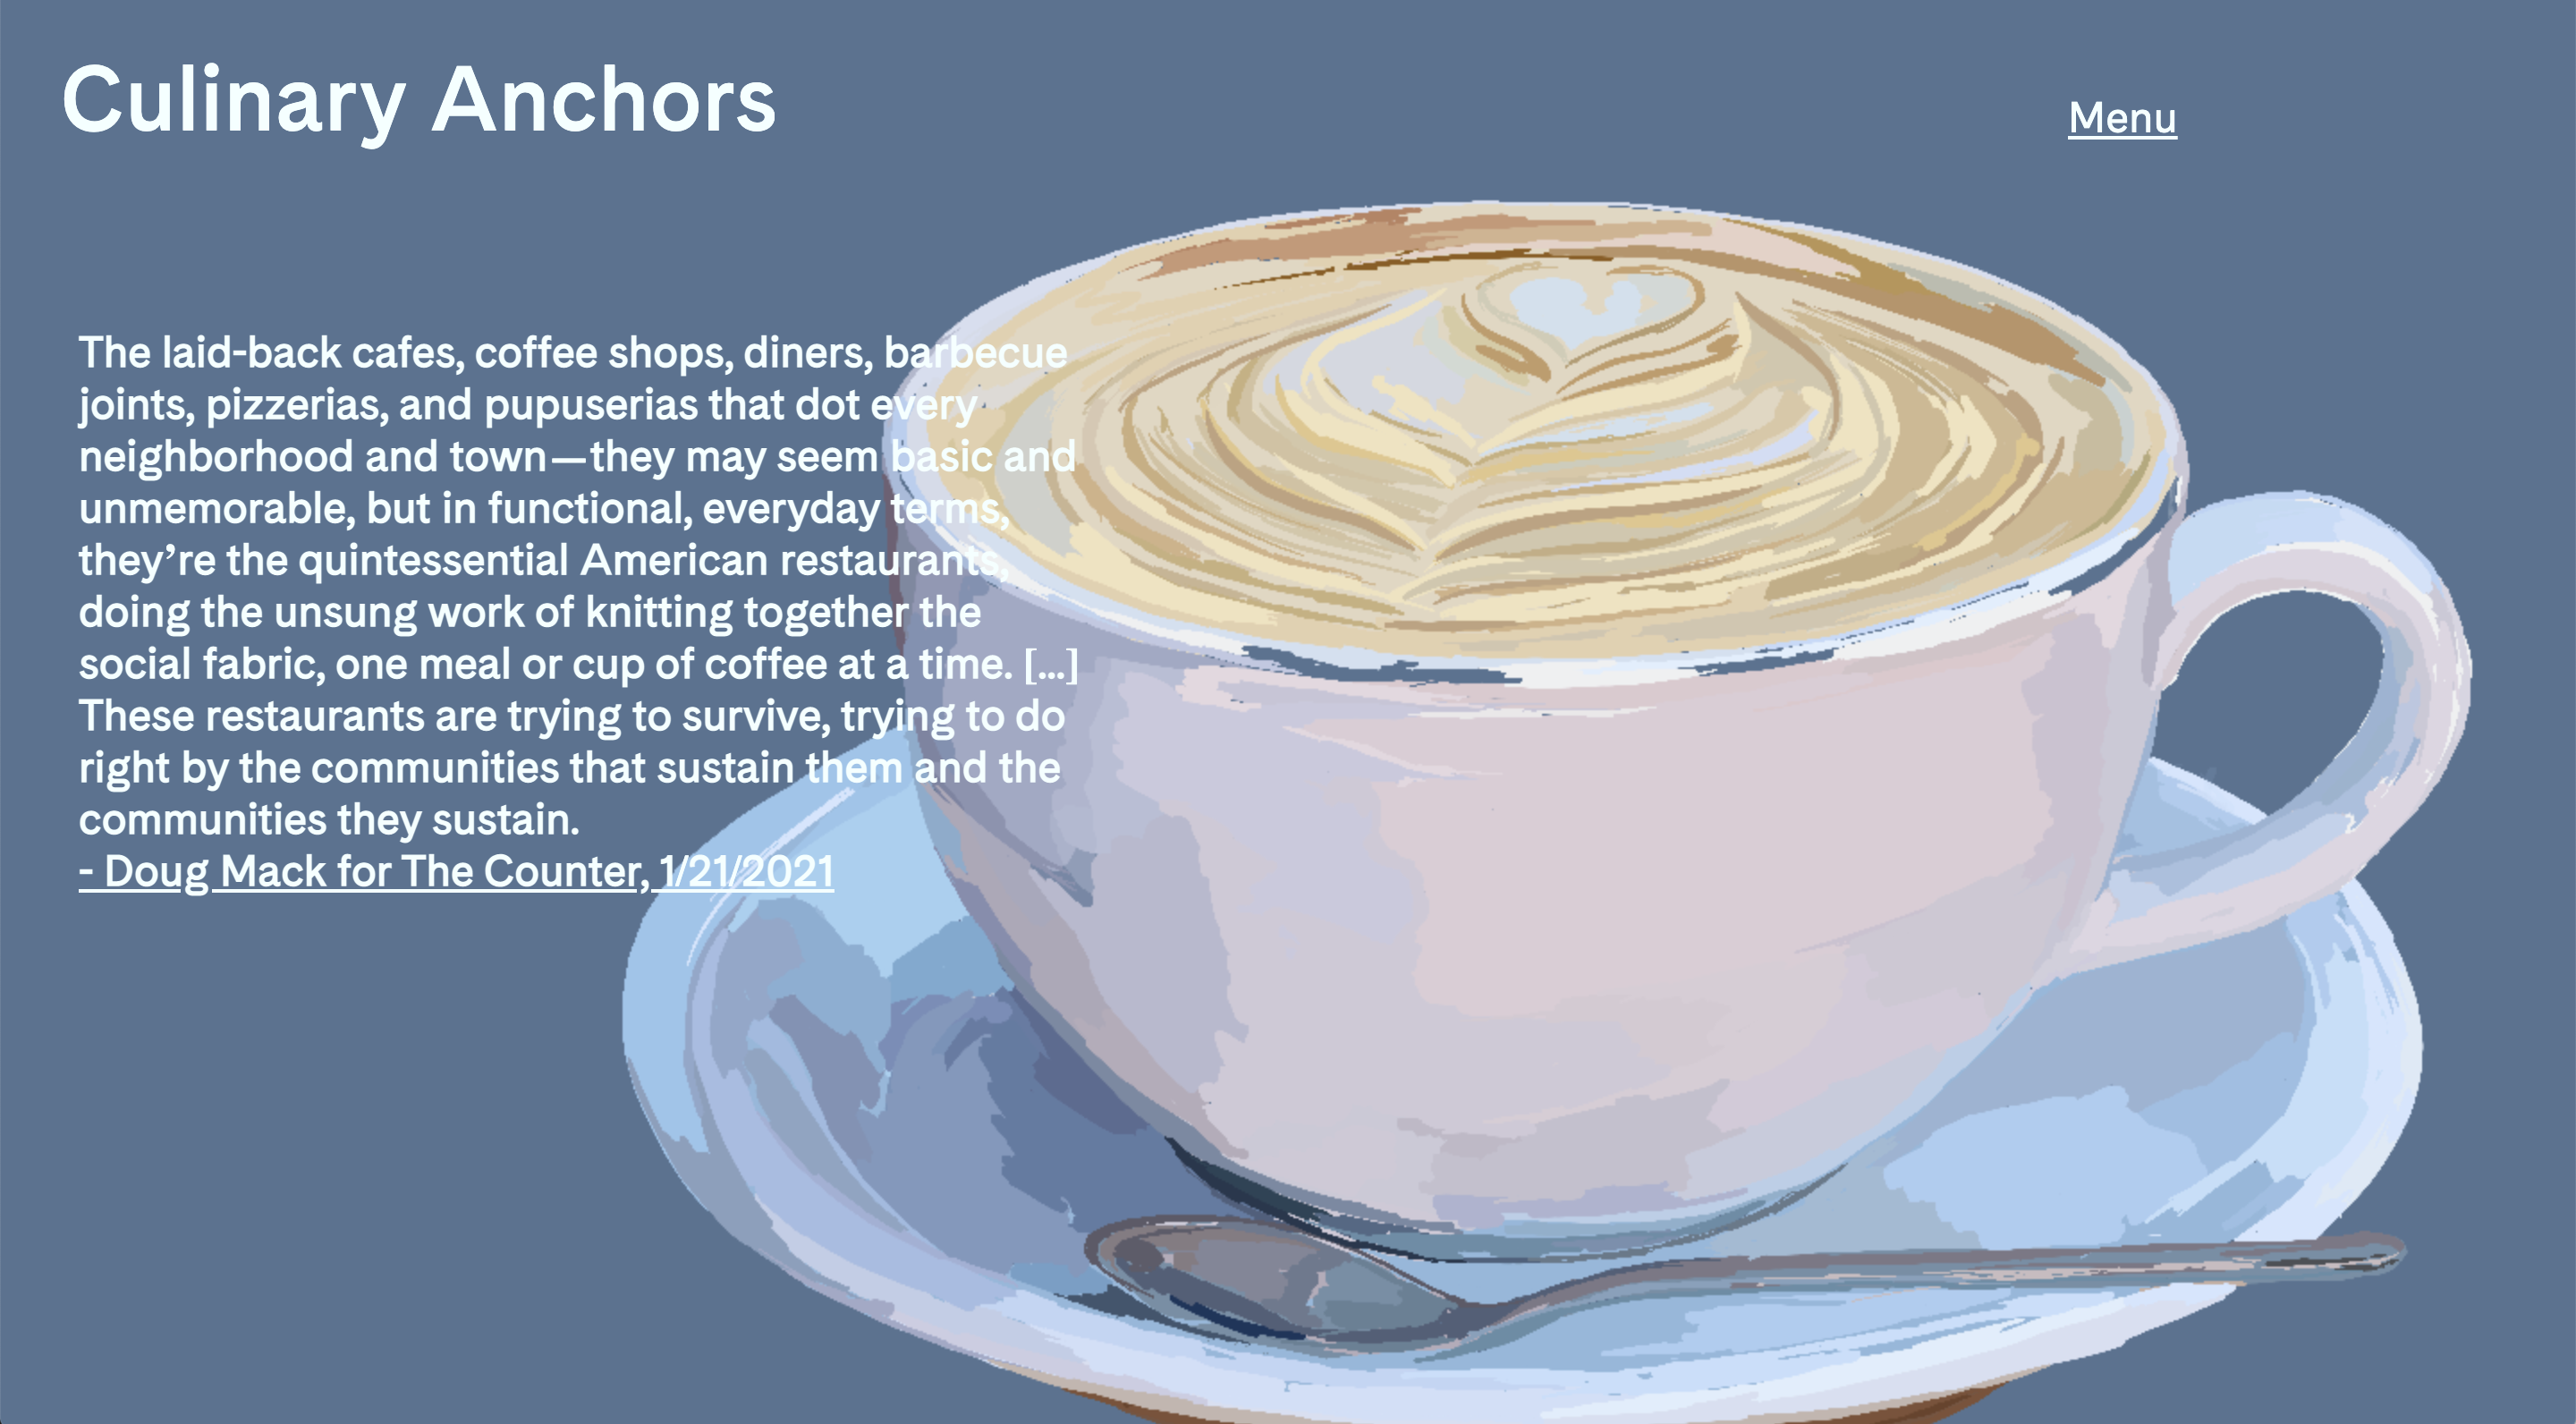 Culinary Anchors
Menu
The laid-back cafes, coffee shops, diners, barbecue
joints, pizzerias, and pupuserias that dot every
neighborhood and town—they may seem basic and
unmemorable, but in functional, everyday terms,
they’re the quintessential American restaurants,
doing the unsung work of knitting together the
social fabric, one meal or cup of coffee at a time. […]
These restaurants are trying to survive, trying to do
right by the communities that sustain them and the
communities they sustain.
- Doug Mack for The Counter, 1/21/2021